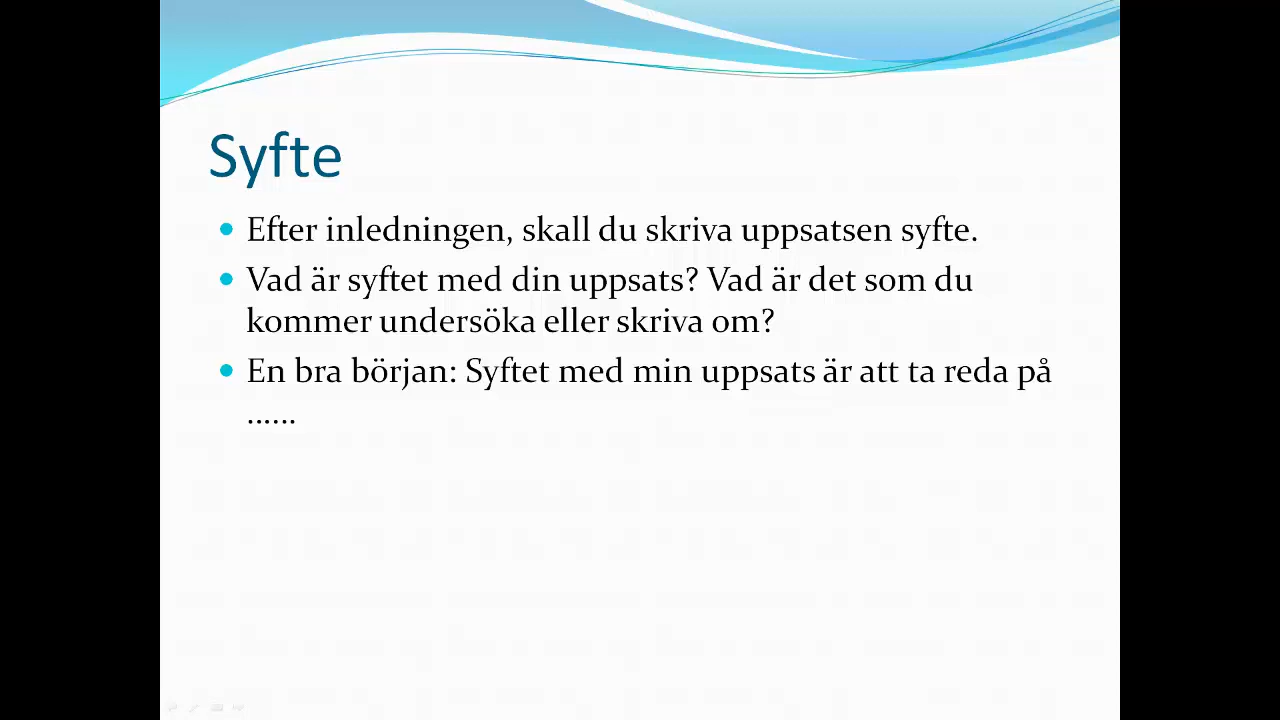 Syfte
Efter inledningen, skall du skriva uppsatsen syfte.
Vad är syftet med din uppsats? Vad är det som du
kommer undersöka eller skriva om?
En bra början: Syftet med min uppsats är att ta reda på
......